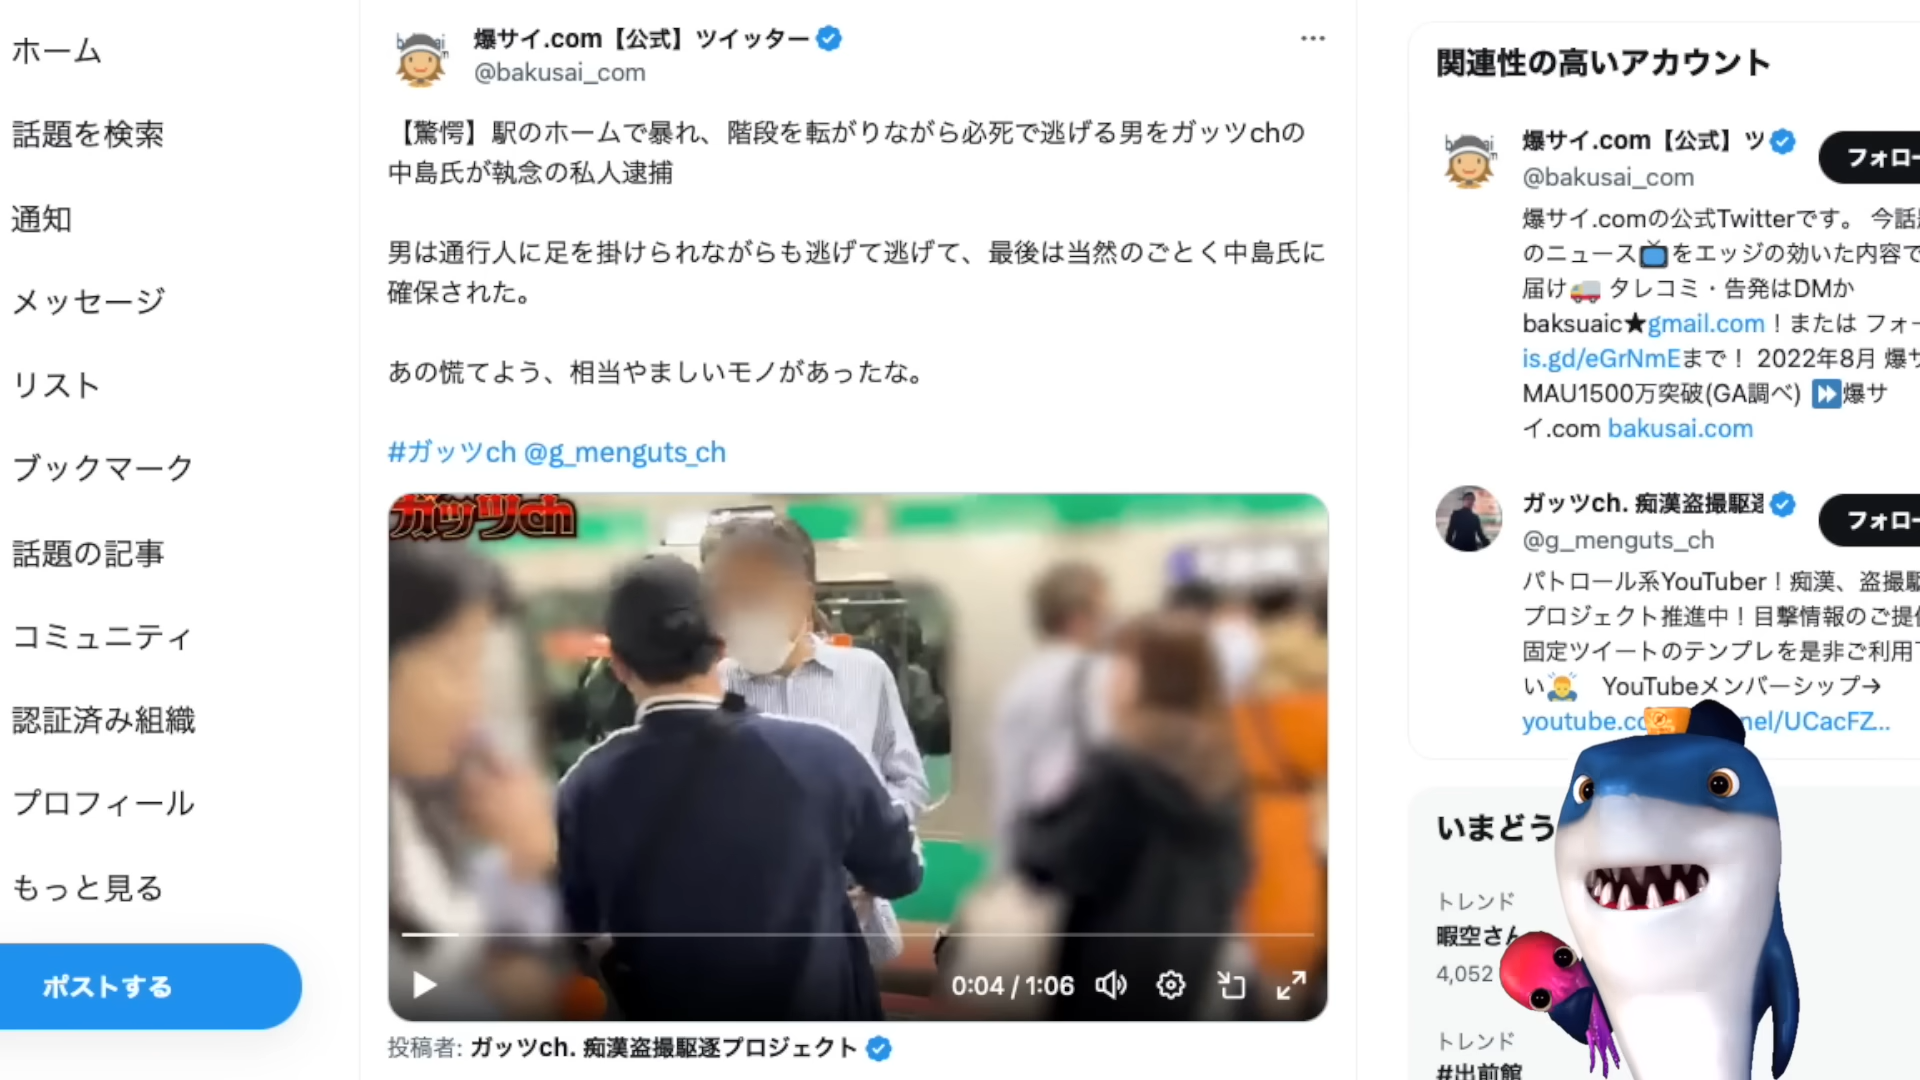 ホーム
話題を検索
通知
メッセージ
リスト
ブックマーク
話題の記事
コミュニティ
認証済み組織
プロフィール
もっと見る
ポストする
爆サイ.com【公式】ツイッター
@bakusai_com
【驚愕】駅のホームで暴れ、階段を転がりながら必死で逃げる男をガッツchの
中島氏が執念の私人逮捕
男は通行人に足を掛けられながらも逃げて逃げて、最後は当然のごとく中島氏に
確保された。
あの慌てよう、相当やましいモノがあったな。
#ガッツch @g_menguts_ch
ガッツch
0:04 / 1:06
投稿者: ガッツch. 痴漢盗撮駆逐プロジェクト
関連性の高いアカウント
爆サイ.com【公式】ツ
フォロー
@bakusai_com
爆サイ.comの公式Twitterです。 今話題
のニュース📺をエッジの効いた内容で
届け🚚 タレコミ・告発はDMか
baksuaic★gmail.com！または フォー
is.gd/eGrNmEまで！ 2022年8月 爆サ
MAU1500万突破(GA調べ) ⏩爆サ
イ.com bakusai.com
ガッツch. 痴漢盗撮駆逐
フォロー
@g_menguts_ch
パトロール系YouTuber！痴漢、盗撮駆
プロジェクト推進中！目撃情報のご提供
固定ツイートのテンプレを是非ご利用下
い🙇 YouTubeメンバーシップ→
youtube.co nel/UCacFZ...
いまどう
トレンド
暇空さん
4,052
トレンド
#出前館